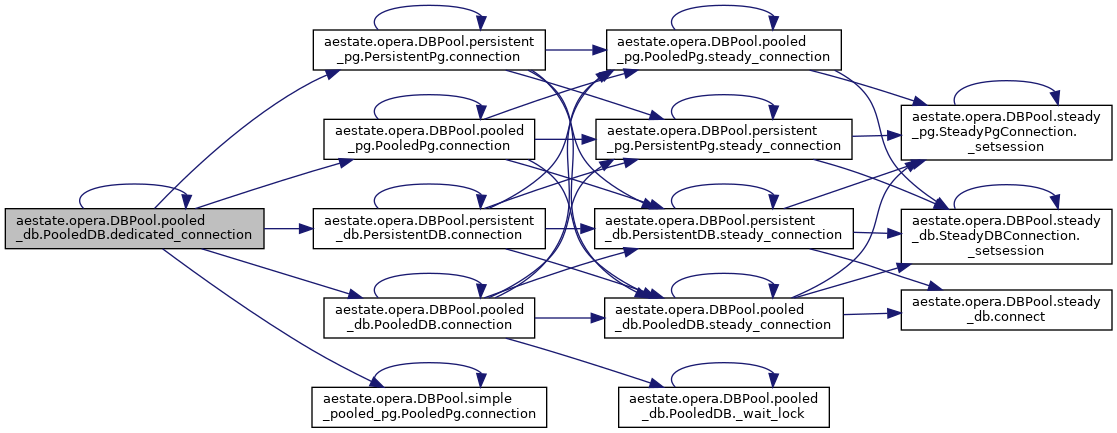 aestate.opera.DBPool.pooled
_db.PooledDB.dedicated_connection
aestate.opera.DBPool.persistent
_pg.PersistentPg.connection
aestate.opera.DBPool.pooled
_pg.PooledPg.connection
aestate.opera.DBPool.persistent
_db.PersistentDB.connection
aestate.opera.DBPool.pooled
_db.PooledDB.connection
aestate.opera.DBPool.simple
_pooled_pg.PooledPg.connection
aestate.opera.DBPool.pooled
_pg.PooledPg.steady_connection
aestate.opera.DBPool.persistent
_pg.PersistentPg.steady_connection
aestate.opera.DBPool.persistent
_db.PersistentDB.steady_connection
aestate.opera.DBPool.pooled
_db.PooledDB.steady_connection
aestate.opera.DBPool.pooled
_db.PooledDB._wait_lock
aestate.opera.DBPool.steady
_pg.SteadyPgConnection.
_setsession
aestate.opera.DBPool.steady
_db.SteadyDBConnection.
_setsession
aestate.opera.DBPool.steady
_db.connect